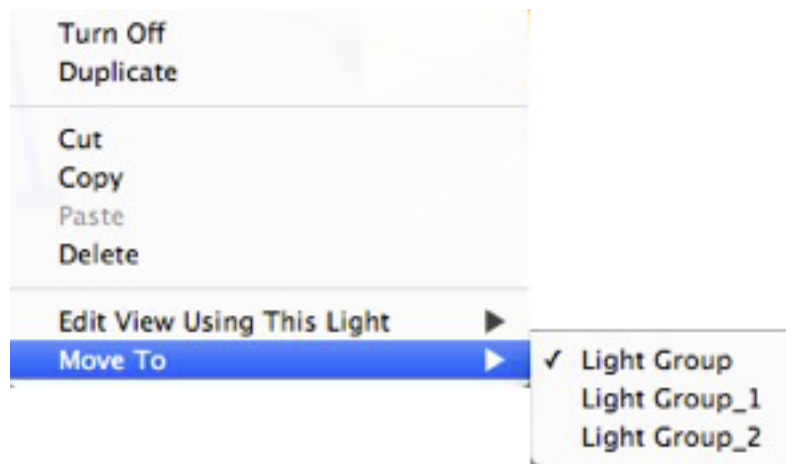 Turn Off
Duplicate
Cut
Copy
Paste
Delete
Edit View Using This Light
Move To
Light Group
Light Group_1
Light Group_2